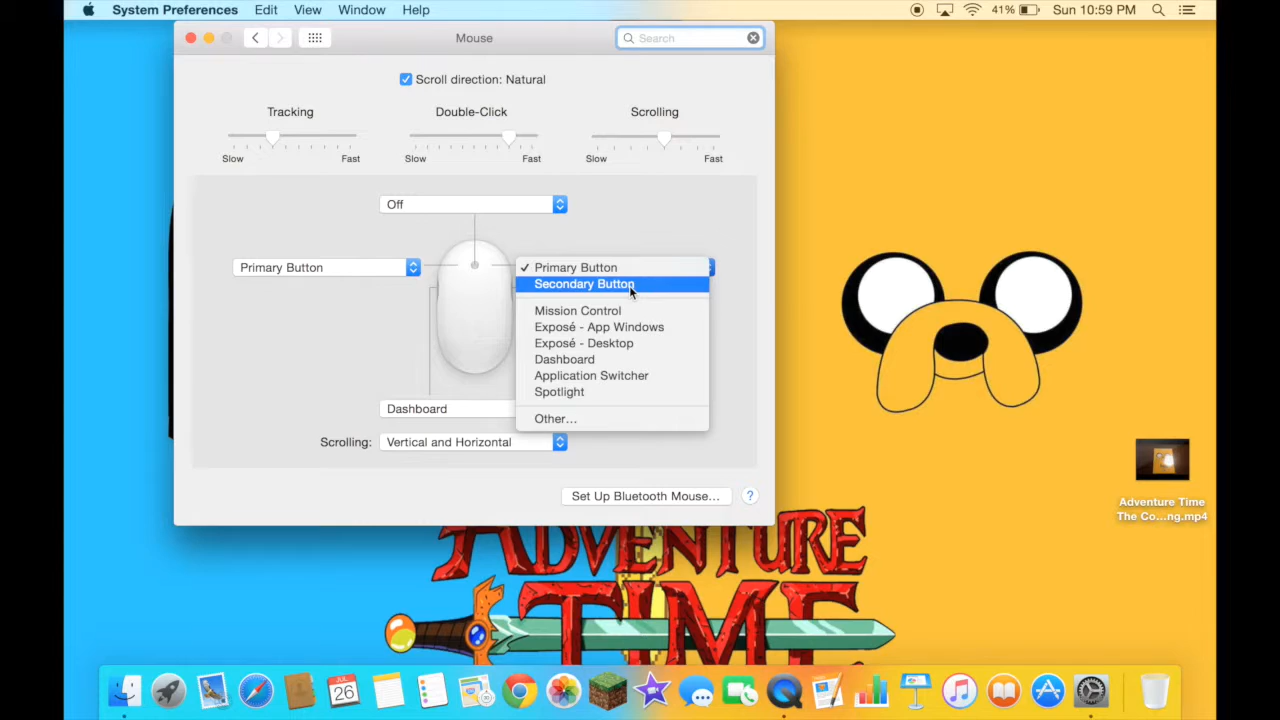 System Preferences Edit View Window Help 41% Sun 10:59 PM
Mouse Search
Scroll direction: Natural
Tracking Double-Click Scrolling
Slow Fast Slow Fast Slow Fast
Off
Primary Button
✓ Primary Button
Secondary Button
Mission Control
Exposé - App Windows
Exposé - Desktop
Dashboard
Application Switcher
Spotlight
Other...
Dashboard
Scrolling: Vertical and Horizontal
Set Up Bluetooth Mouse... ?
Adventure Time
The Co...ng.mp4
ADVENTURE
TIME
JUL
26